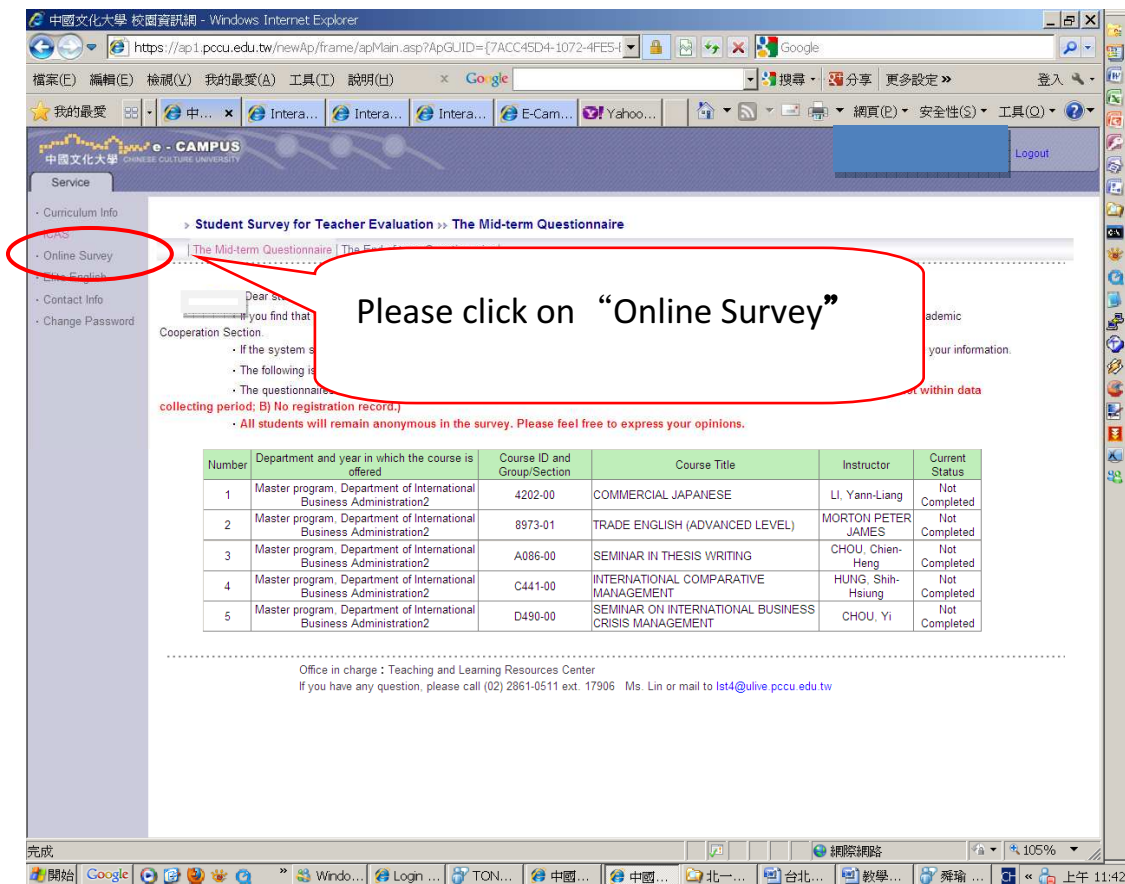 中國文化大學 校園資訊網 - Windows Internet Explorer
https://ap1.pccu.edu.tw/newAp/frame/apMain.asp?ApGUID={7ACC45D4-1072-4FE5-
Google
檔案(E) 編輯(E) 檢視(V) 我的最愛(A) 工具(T) 說明(H) x Google 搜尋 分享 更多設定 » 登入
我的最愛 中... x Intera... Intera... Intera... E-Cam... Yahoo... 網頁(P) 安全性(S) 工具(O)
e - CAMPUS
中國文化大學 CHINESE CULTURE UNIVERSITY
Logout
Service
· Curriculum Info
· ICAS
· Online Survey
· Elite English
· Contact Info
· Change Password
» Student Survey for Teacher Evaluation »» The Mid-term Questionnaire
| The Mid-term Questionnaire | The End of
Please click on “Online Survey”
Dear
you find that
ademic
Cooperation Section.
· If the system
your information.
· The following is
· The questionnaires
within data
collecting period; B) No registration record.)
· All students will remain anonymous in the survey. Please feel free to express your opinions.
Number Department and year in which the course is offered Course ID and Group/Section Course Title Instructor Current Status
1 Master program, Department of International Business Administration2 4202-00 COMMERCIAL JAPANESE LI, Yann-Liang Not Completed
2 Master program, Department of International Business Administration2 8973-01 TRADE ENGLISH (ADVANCED LEVEL) MORTON PETER JAMES Not Completed
3 Master program, Department of International Business Administration2 A086-00 SEMINAR IN THESIS WRITING CHOU, Chien-Heng Not Completed
4 Master program, Department of International Business Administration2 C441-00 INTERNATIONAL COMPARATIVE MANAGEMENT HUNG, Shih-Hsiung Not Completed
5 Master program, Department of International Business Administration2 D490-00 SEMINAR ON INTERNATIONAL BUSINESS CRISIS MANAGEMENT CHOU, Yi Not Completed
Office in charge : Teaching and Learning Resources Center
If you have any question, please call (02) 2861-0511 ext. 17906 Ms. Lin or mail to lst4@ulive.pccu.edu.tw
完成 網際網路 105%
開始 Google » Windo... Login ... TON... 中國... 中國... 北一... 台北... 教學... 舜瑜 ... CH « 上午 11:42